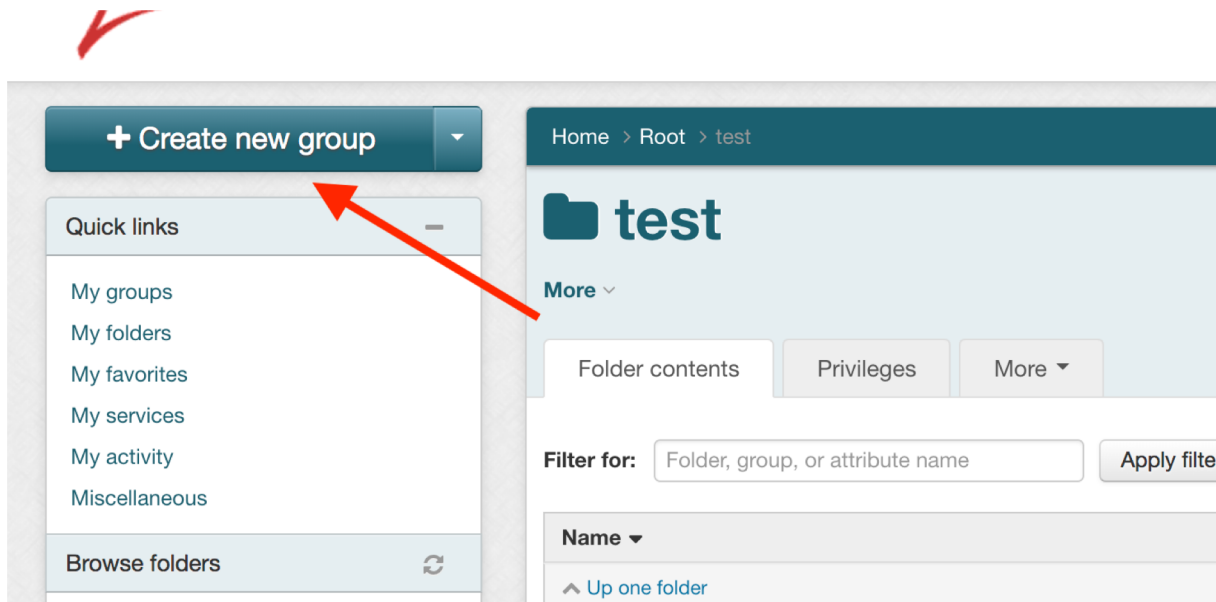 + Create new group
Quick links
My groups
My folders
My favorites
My services
My activity
Miscellaneous
Browse folders
Home > Root > test
test
More
Folder contents
Privileges
More
Filter for:
Folder, group, or attribute name
Apply filte
Name
Up one folder